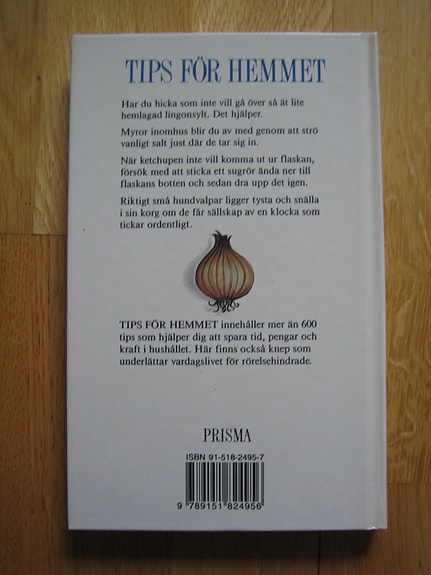 TIPS FÖR HEMMET
Har du hicka som inte vill gå över så ät lite
hemlagad lingonsylt. Det hjälper.
Myror inomhus blir du av med genom att strö
vanligt salt just där de tar sig in.
När ketchupen inte vill komma ut ur flaskan,
försök med att sticka ett sugrör ända ner till
flaskans botten och sedan dra upp det igen.
Riktigt små hundvalpar ligger tysta och snälla
i sin korg om de får sällskap av en klocka som
tickar ordentligt.
TIPS FÖR HEMMET innehåller mer än 600
tips som hjälper dig att spara tid, pengar och
kraft i hushållet. Här finns också knep som
underlättar vardagslivet för rörelsehindrade.
PRISMA
ISBN 91-518-2495-7
9 789151 824956